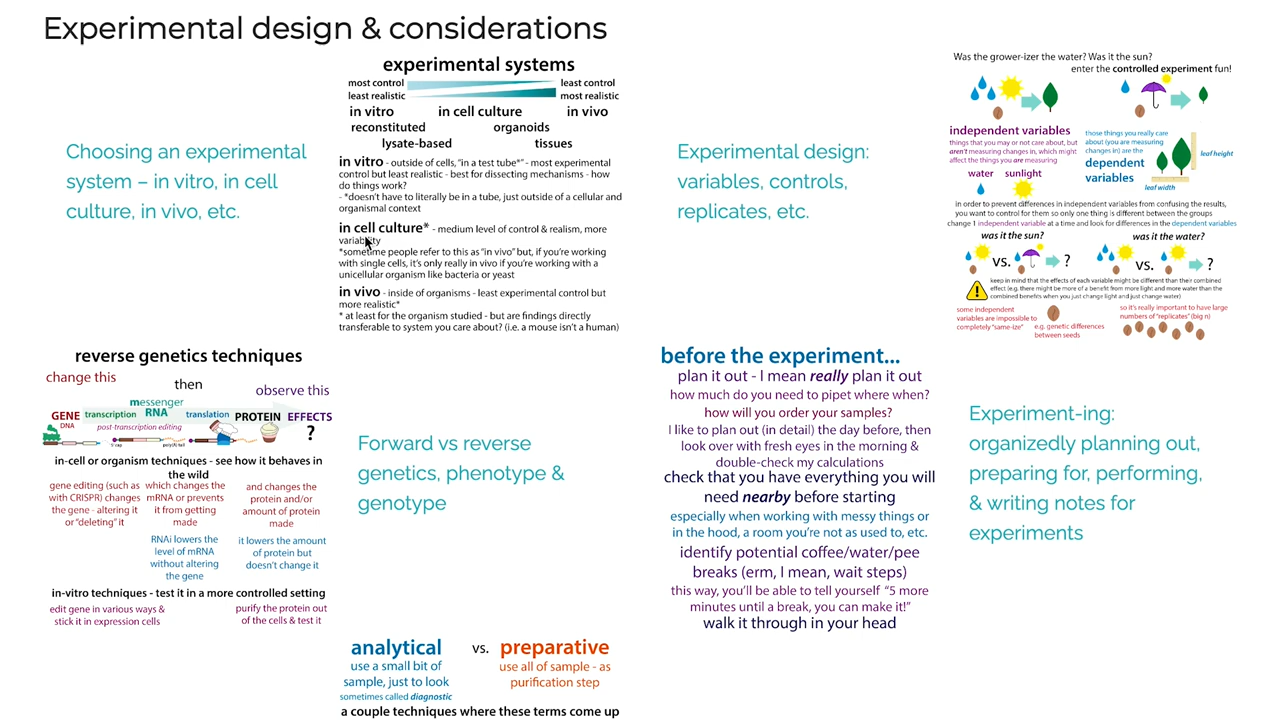 Experimental design & considerations
experimental systems
most control
least control
least realistic
most realistic
in vitro
in cell culture
in vivo
reconstituted
organoids
lysate-based
tissues
Choosing an experimental
system – in vitro, in cell
culture, in vivo, etc.
in vitro - outside of cells, "in a test tube*" - most experimental
control but least realistic - best for dissecting mechanisms - how
do things work?
- *doesn't have to literally be in a tube, just outside of a cellular and
organismal context
in cell culture* - medium level of control & realism, more
variability
*sometime people refer to this as "in vivo" but, if you're working
with single cells, it's only really in vivo if you're working with a
unicellular organism like bacteria or yeast
in vivo - inside of organisms - least experimental control but
more realistic*
* at least for the organism studied - but are findings directly
transferable to system you care about? (i.e. a mouse isn't a human)
Experimental design:
variables, controls,
replicates, etc.
Was the grower-izer the water? Was it the sun?
enter the controlled experiment fun!
independent variables
things that you may or not care about, but
aren't measuring changes in, which might
affect the things you are measuring
water
sunlight
those things you really care
about (you are measuring
changes in) are the
dependent
variables
leaf height
leaf width
in order to prevent differences in independent variables from confusing the results,
you want to control for them so only one thing is different between the groups
change 1 independent variable at a time and look for differences in the dependent variables
was it the sun?
was it the water?
vs.
?
vs.
?
keep in mind that the effects of each variable might be different than their combined
effect (e.g. there might be more of a benefit from more light and more water than the
combined benefits when you just change light and just change water)
some independent
variables are impossible to
completely "same-ize"
e.g. genetic differences
between seeds
so it's really important to have large
numbers of "replicates" (big n)
reverse genetics techniques
change this
then
observe this
messenger
GENE
DNA
transcription
RNA
translation
PROTEIN
EFFECTS
post-transcription editing
?
in-cell or organism techniques - see how it behaves in
the wild
gene editing (such as
with CRISPR) changes
the gene - altering it
or "deleting" it
which changes the
mRNA or prevents
it from getting
made
and changes the
protein and/or
amount of protein
made
RNAi lowers the
level of mRNA
without altering
the gene
it lowers the amount
of protein but
doesn't change it
in-vitro techniques - test it in a more controlled setting
edit gene in various ways &
stick it in expression cells
purify the protein out
of the cells & test it
Forward vs reverse
genetics, phenotype &
genotype
before the experiment...
plan it out - I mean really plan it out
how much do you need to pipet where when?
how will you order your samples?
I like to plan out (in detail) the day before, then
look over with fresh eyes in the morning &
double-check my calculations
check that you have everything you will
need nearby before starting
especially when working with messy things or
in the hood, a room you're not as used to, etc.
identify potential coffee/water/pee
breaks (erm, I mean, wait steps)
this way, you'll be able to tell yourself "5 more
minutes until a break, you can make it!"
walk it through in your head
Experiment-ing:
organizedly planning out,
preparing for, performing,
& writing notes for
experiments
analytical
vs.
preparative
use a small bit of
sample, just to look
sometimes called diagnostic
use all of sample - as
purification step
a couple techniques where these terms come up